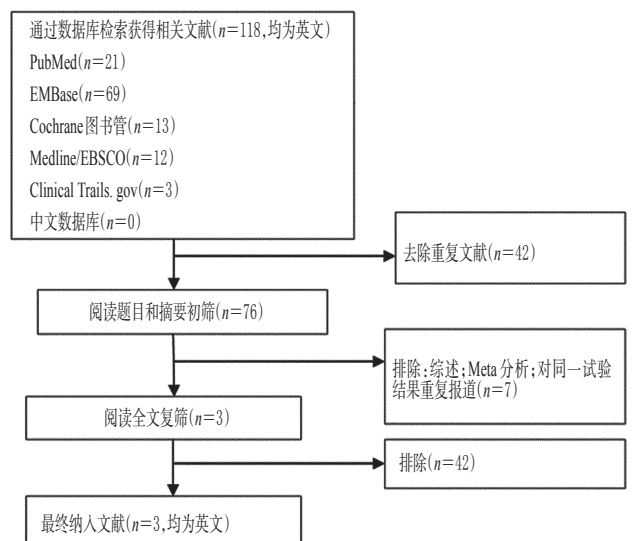 通过数据库检索获得相关文献(n=118,均为英文)
PubMed(n=21)
EMBase(n=69)
Cochrane图书管(n=13)
Medline/EBSCO(n=12)
Clinical Trails. gov(n=3)
中文数据库(n=0)
去除重复文献(n=42)
阅读题目和摘要初筛(n=76)
排除:综述;Meta分析;对同一试验
结果重复报道(n=7)
阅读全文复筛(n=3)
排除(n=42)
最终纳入文献(n=3,均为英文)